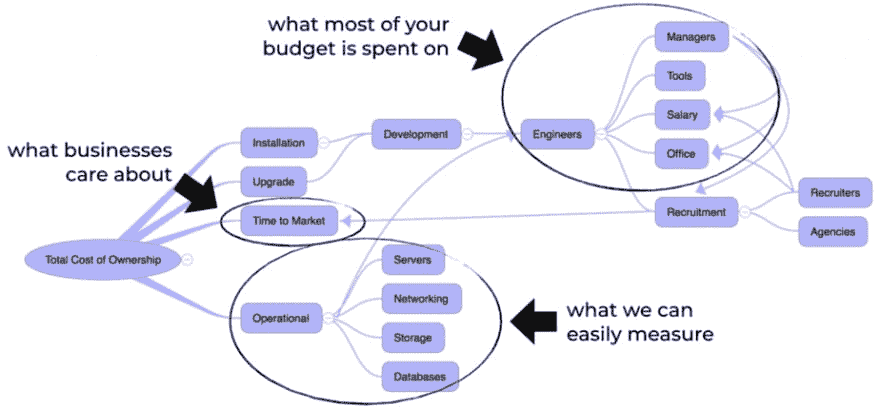 what most of your
budget is spent on
Managers
Tools
Salary
Office
Engineers
Development
Installation
Upgrade
what businesses
care about
Time to Market
Recruitment
Recruiters
Agencies
Total Cost of Ownership
Operational
Servers
Networking
Storage
Databases
what we can
easily measure